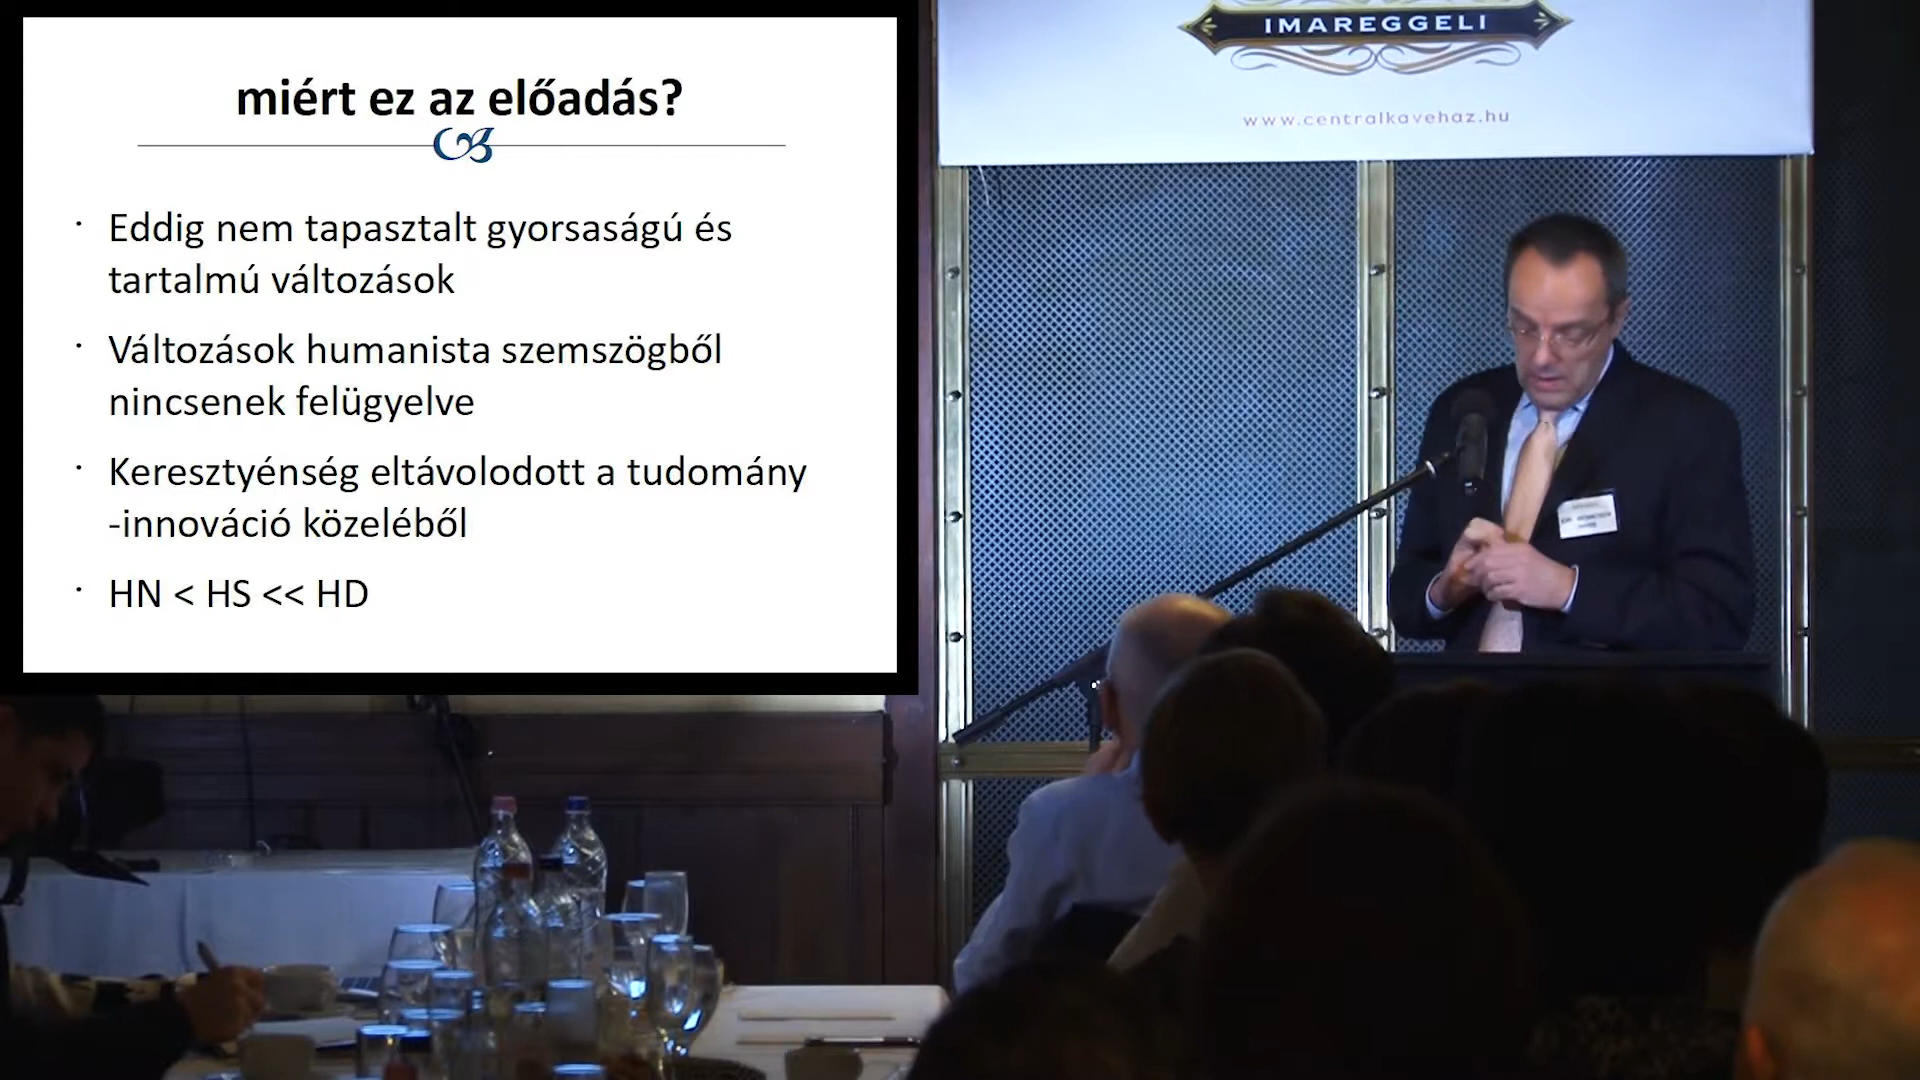 miért ez az előadás?
· Eddig nem tapasztalt gyorsaságú és
tartalmú változások
· Változások humanista szemszögből
nincsenek felügyelve
· Keresztyénség eltávolodott a tudomány
-innováció közeléből
· HN < HS << HD
IMAREGGELI
www.centralkavehaz.hu